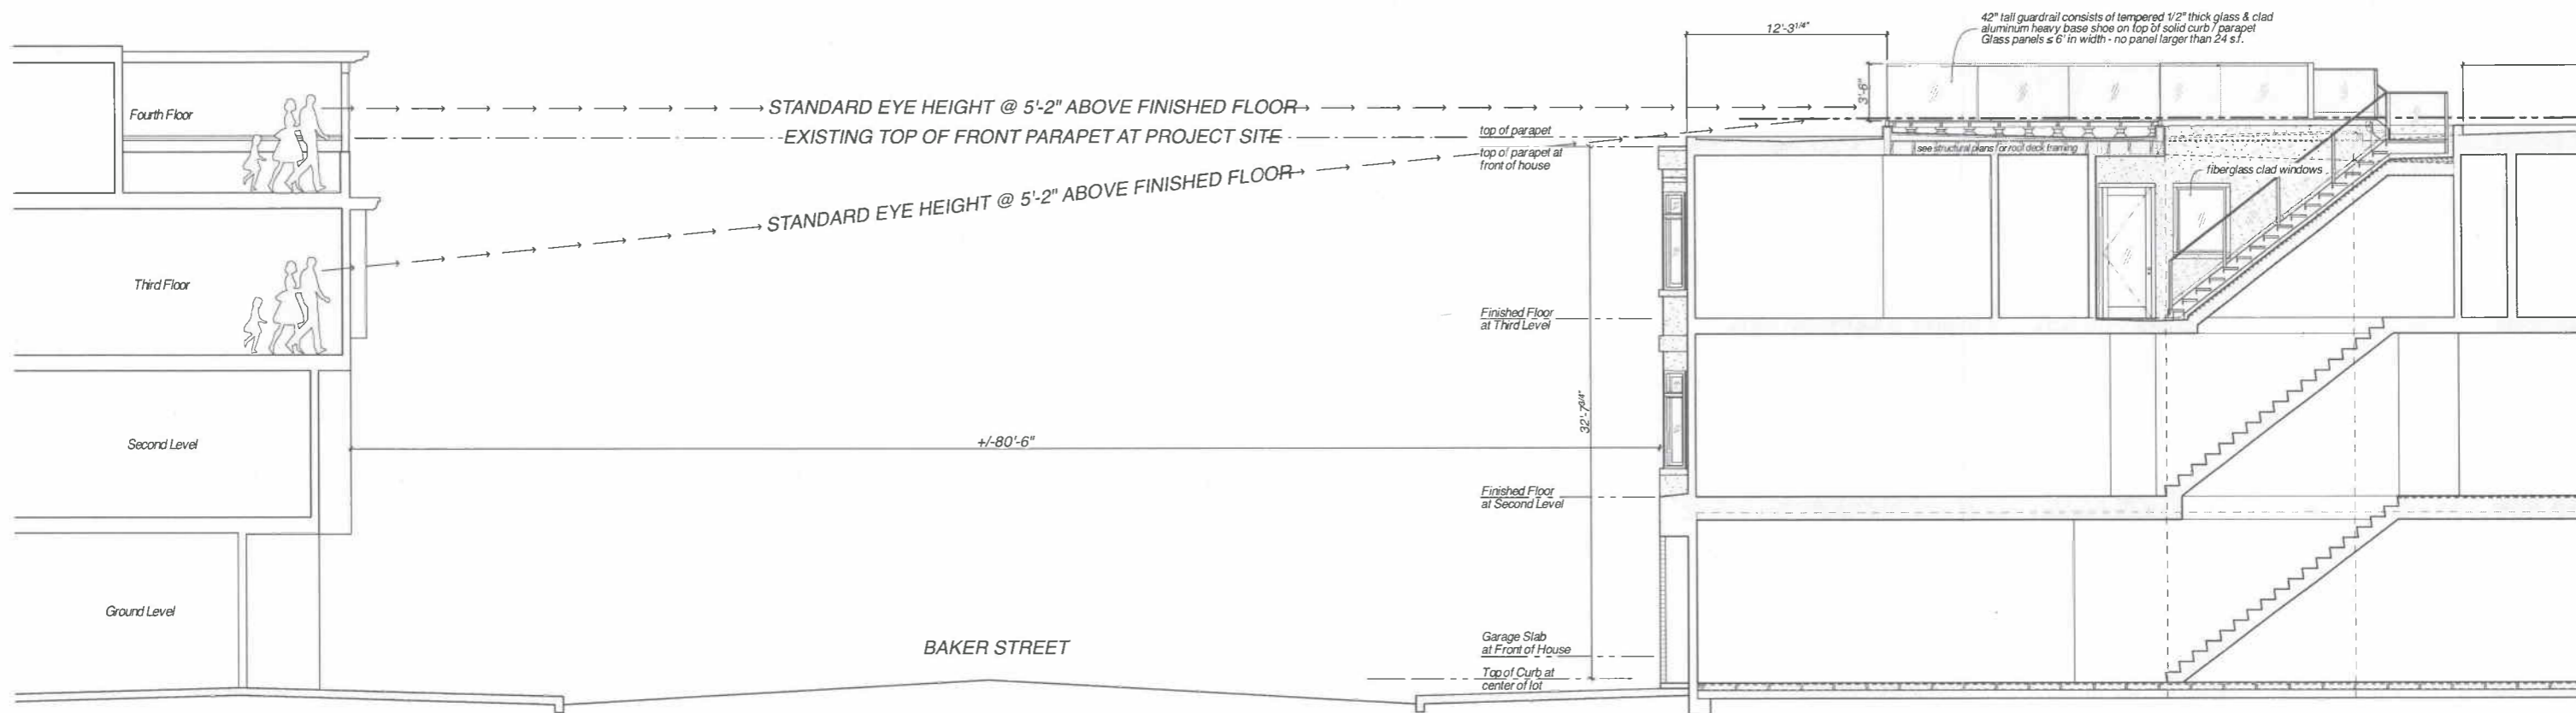 42" tall guardrail consists of tempered 1/2" thick glass & clad
aluminum heavy base shoe on top of solid curb / parapet
Glass panels ≤ 6' in width - no panel larger than 24 s.f.
12'-3 1/4"
3'-6"
Fourth Floor
STANDARD EYE HEIGHT @ 5'-2" ABOVE FINISHED FLOOR
EXISTING TOP OF FRONT PARAPET AT PROJECT SITE
top of parapet
top of parapet at
front of house
see structural plans for roof deck framing
fiberglass clad windows
STANDARD EYE HEIGHT @ 5'-2" ABOVE FINISHED FLOOR
Third Floor
Finished Floor
at Third Level
32'-7 3/4"
Second Level
+/-80'-6"
Finished Floor
at Second Level
Ground Level
BAKER STREET
Garage Slab
at Front of House
Top of Curb at
center of lot